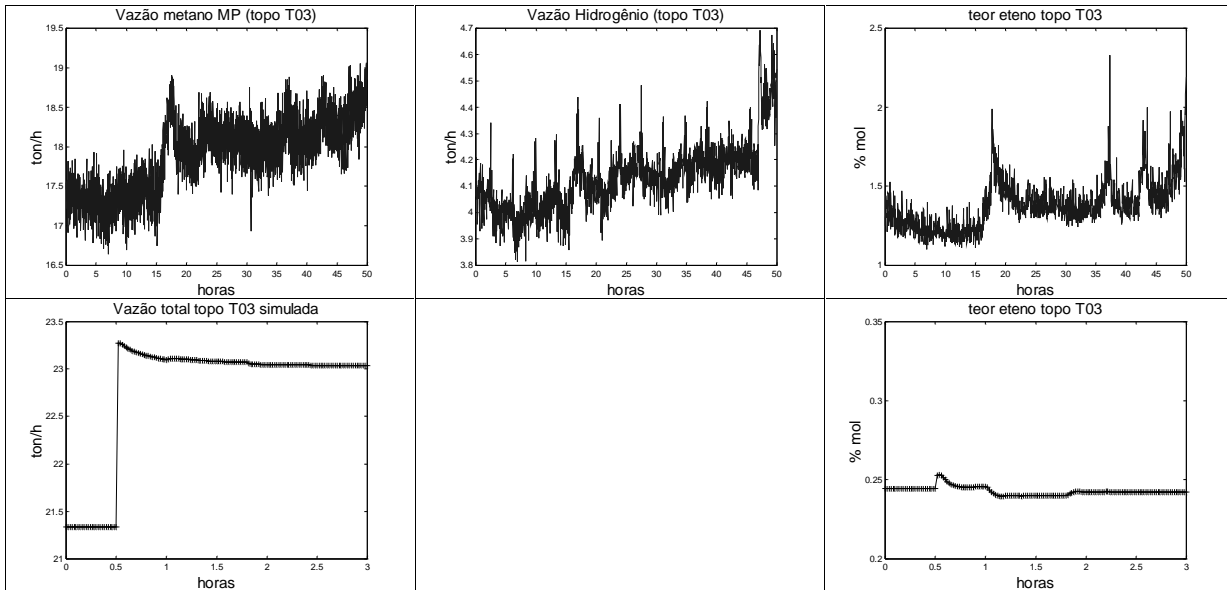 Vazão metano MP (topo T03)
19.5
19
18.5
18
17.5
17
16.5
ton/h
0 5 10 15 20 25 30 35 40 45 50
horas
Vazão Hidrogênio (topo T03)
4.7
4.6
4.5
4.4
4.3
4.2
4.1
4
3.9
3.8
ton/h
0 5 10 15 20 25 30 35 40 45 50
horas
teor eteno topo T03
2.5
2
1.5
1
% mol
0 5 10 15 20 25 30 35 40 45 50
horas
Vazão total topo T03 simulada
23.5
23
22.5
22
21.5
21
ton/h
0 0.5 1 1.5 2 2.5 3
horas
teor eteno topo T03
0.35
0.3
0.25
0.2
% mol
0 0.5 1 1.5 2 2.5 3
horas